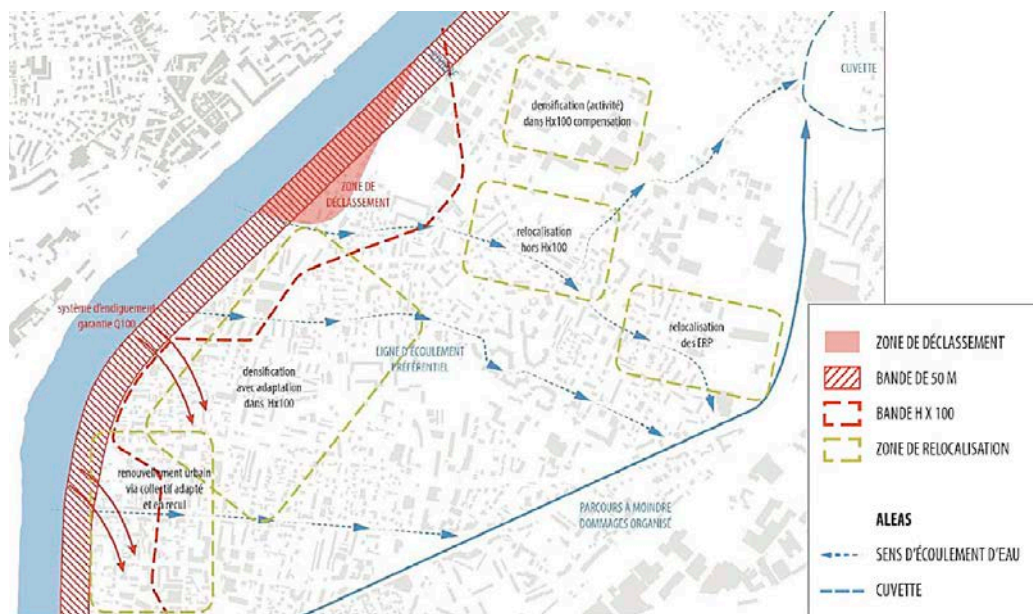 CUVETTE
densification (activité)
dans Hx100 compensation
ZONE DE
DÉCLASSEMENT
relocalisation
hors Hx100
système d'endiguement
garantie Q100
relocalisation
des ERP
LIGNE D'ÉCOULEMENT
PRÉFÉRENTIEL
densification
avec adaptation
dans Hx100
renouvellement urbain
via collectif adapté
et en recul
PARCOURS À MOINDRE
DOMMAGES ORGANISÉ
ZONE DE DÉCLASSEMENT
BANDE DE 50 M
BANDE H X 100
ZONE DE RELOCALISATION
ALEAS
SENS D'ÉCOULEMENT D'EAU
CUVETTE